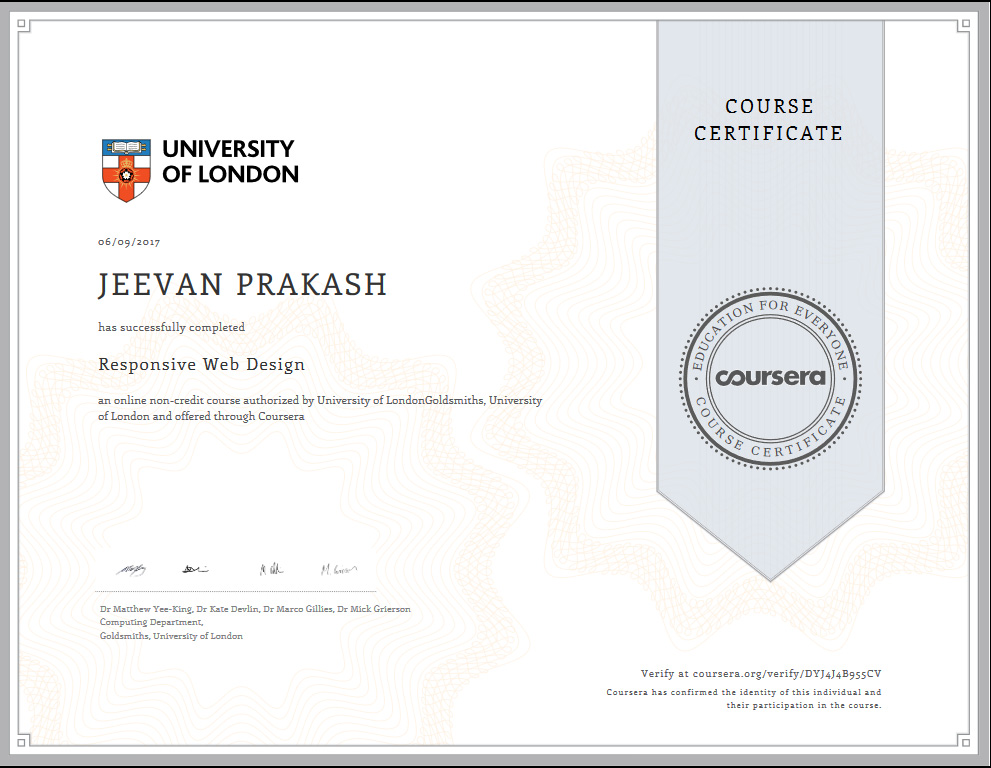 COURSE
CERTIFICATE
UNIVERSITY
OF LONDON
06/09/2017
JEEVAN PRAKASH
has successfully completed
Responsive Web Design
an online non-credit course authorized by University of LondonGoldsmiths, University
of London and offered through Coursera
EDUCATION FOR EVERYONE
coursera
COURSE CERTIFICATE
Dr Matthew Yee-King, Dr Kate Devlin, Dr Marco Gillies, Dr Mick Grierson
Computing Department,
Goldsmiths, University of London
Verify at coursera.org/verify/DYJ4J4B955CV
Coursera has confirmed the identity of this individual and
their participation in the course.